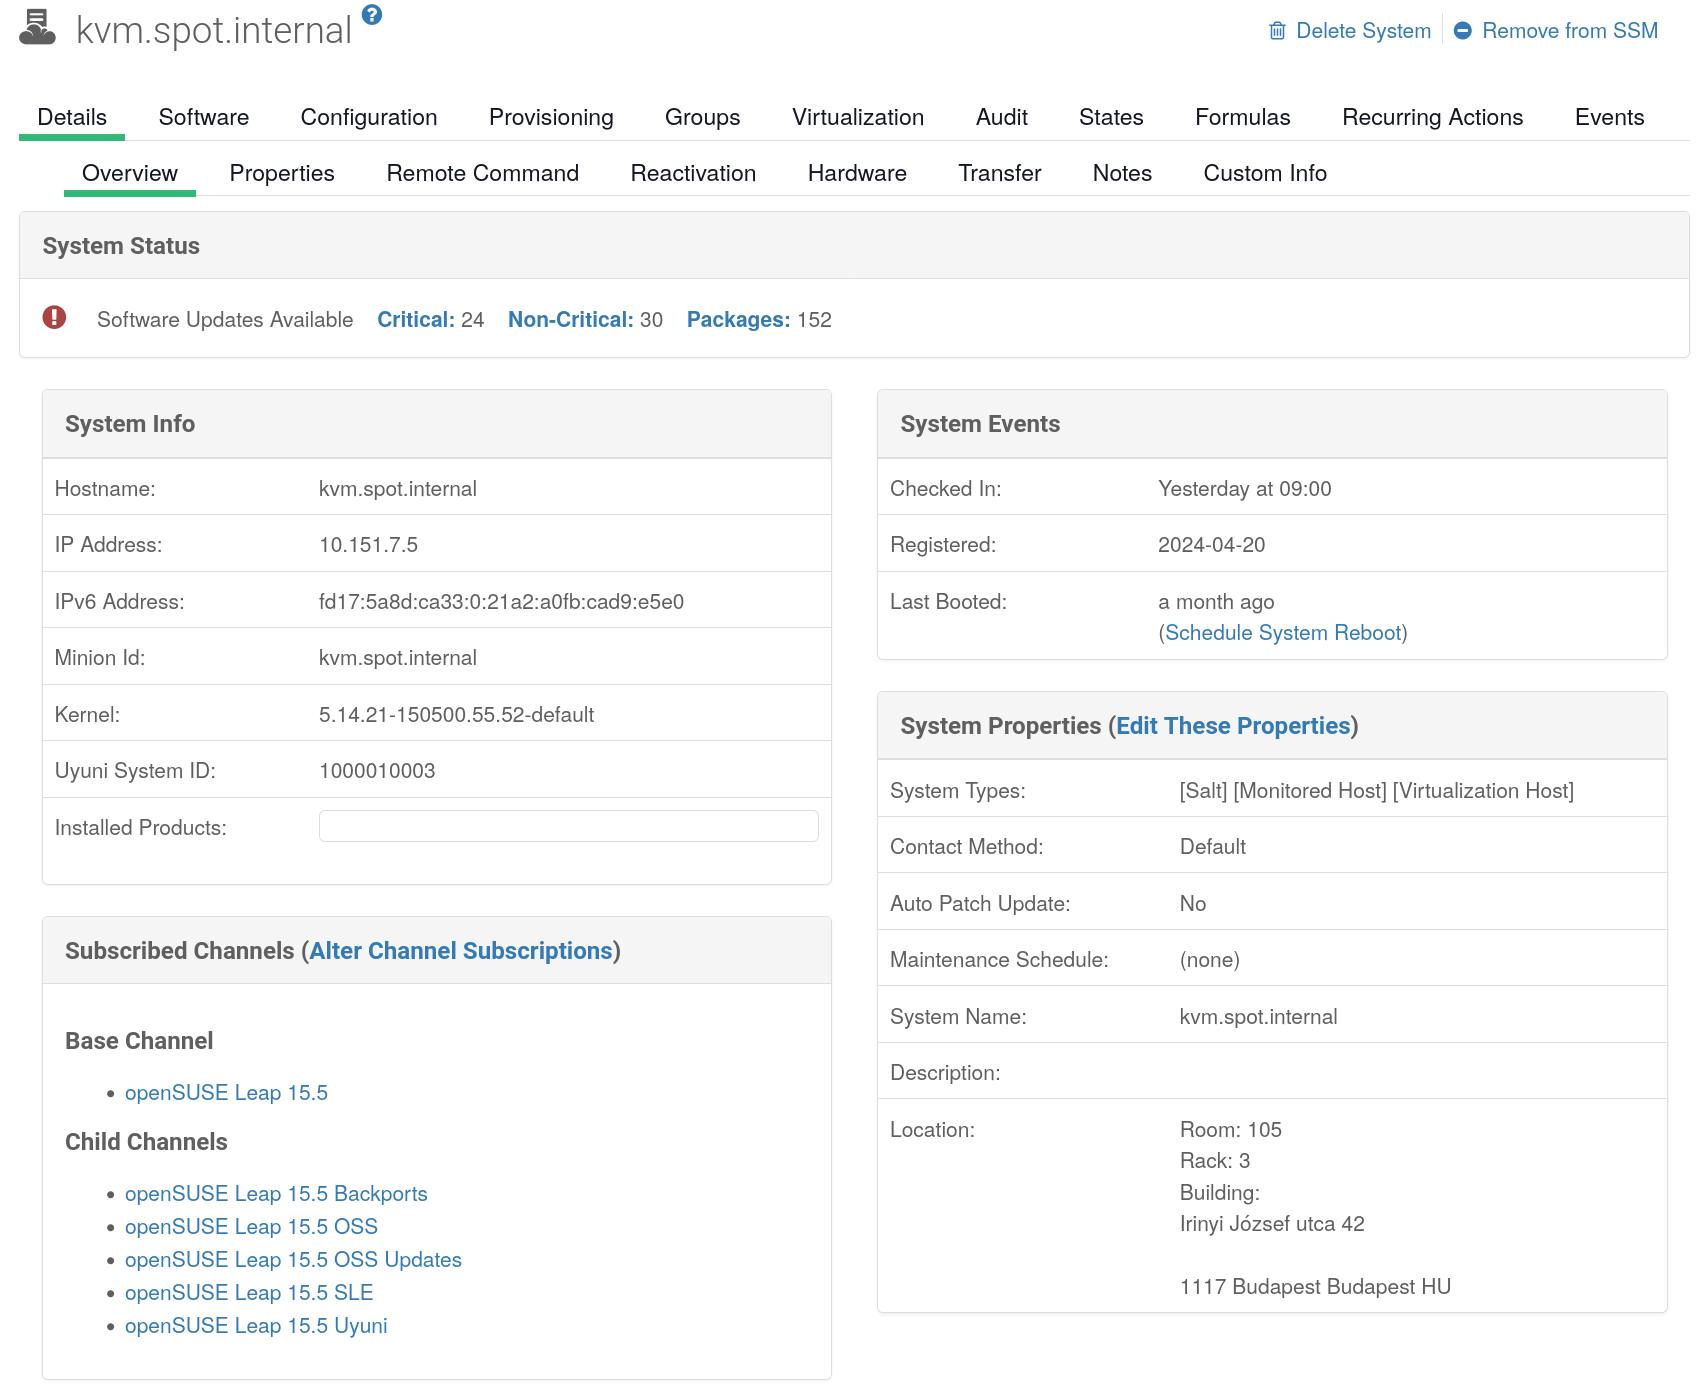 kvm.spot.internal ?
Delete System Remove from SSM
Details Software Configuration Provisioning Groups Virtualization Audit States Formulas Recurring Actions Events
Overview Properties Remote Command Reactivation Hardware Transfer Notes Custom Info
System Status
Software Updates Available Critical: 24 Non-Critical: 30 Packages: 152
System Info
Hostname: kvm.spot.internal
IP Address: 10.151.7.5
IPv6 Address: fd17:5a8d:ca33:0:21a2:a0fb:cad9:e5e0
Minion Id: kvm.spot.internal
Kernel: 5.14.21-150500.55.52-default
Uyuni System ID: 1000010003
Installed Products:
Subscribed Channels (Alter Channel Subscriptions)
Base Channel
• openSUSE Leap 15.5
Child Channels
• openSUSE Leap 15.5 Backports
• openSUSE Leap 15.5 OSS
• openSUSE Leap 15.5 OSS Updates
• openSUSE Leap 15.5 SLE
• openSUSE Leap 15.5 Uyuni
System Events
Checked In: Yesterday at 09:00
Registered: 2024-04-20
Last Booted: a month ago
(Schedule System Reboot)
System Properties (Edit These Properties)
System Types: [Salt] [Monitored Host] [Virtualization Host]
Contact Method: Default
Auto Patch Update: No
Maintenance Schedule: (none)
System Name: kvm.spot.internal
Description:
Location: Room: 105
Rack: 3
Building:
Irinyi József utca 42
1117 Budapest Budapest HU